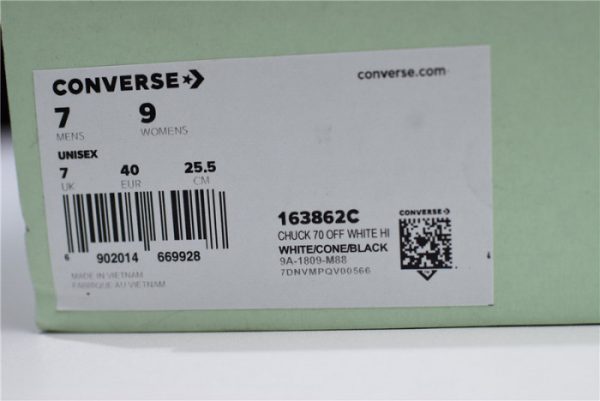 CONVERSE
converse.com
7 9
MENS WOMENS
UNISEX
7 40 25.5
UK EUR CM
6 902014 669928
MADE IN VIETNAM
FABRIQUE AU VIETNAM
163862C
CHUCK 70 OFF WHITE HI
WHITE/CONE/BLACK
9A-1809-M88
7DNVMPQV00566
CONVERSE